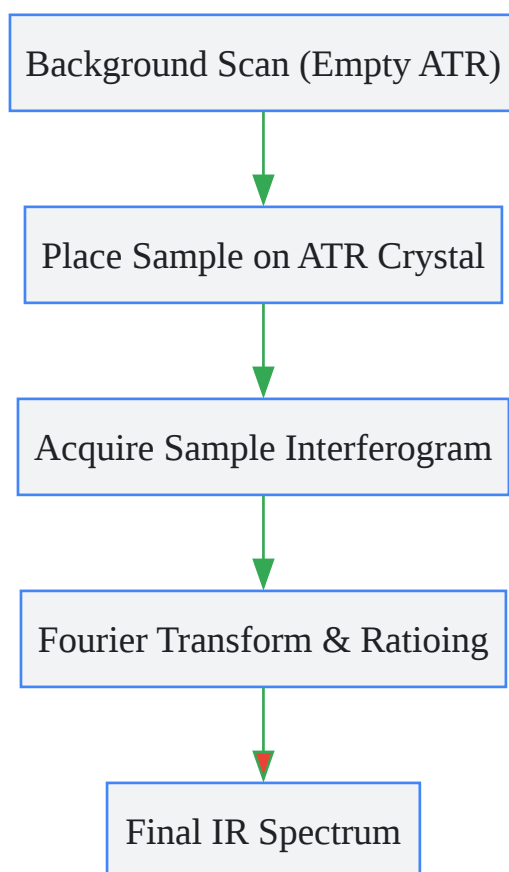 Background Scan (Empty ATR)
Place Sample on ATR Crystal
Acquire Sample Interferogram
Fourier Transform & Ratioing
Final IR Spectrum